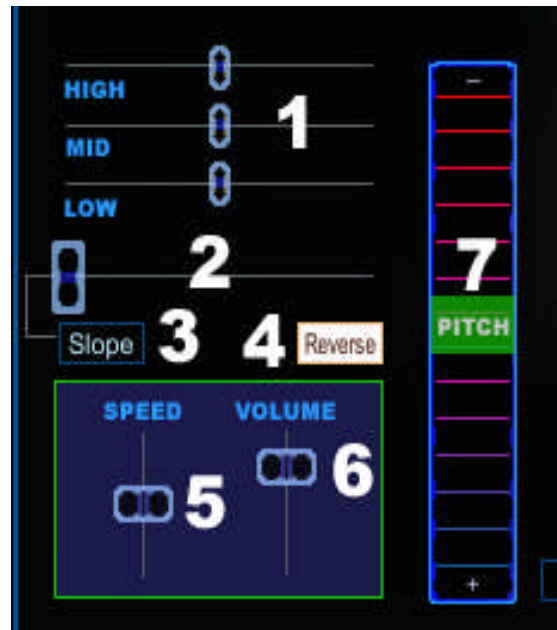 HIGH
1
MID
LOW
2
Slope
3
4
Reverse
SPEED
VOLUME
5
6
−
7
PITCH
+